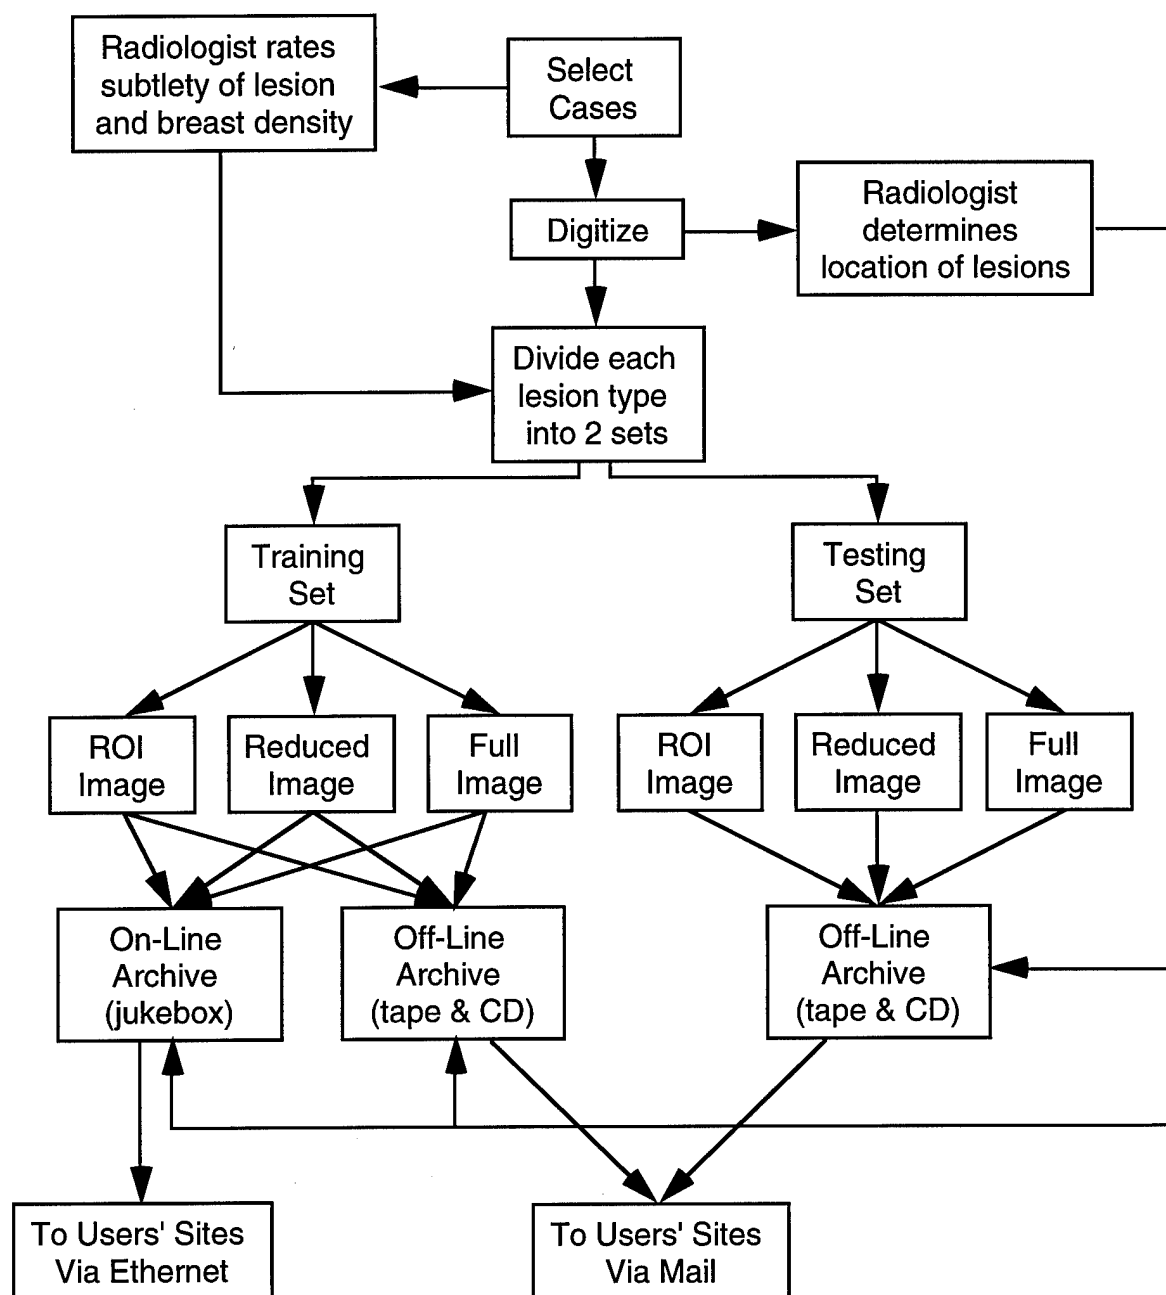 Radiologist rates
subtlety of lesion
and breast density
Select
Cases
Digitize
Radiologist
determines
location of lesions
Divide each
lesion type
into 2 sets
Training
Set
Testing
Set
ROI
Image
Reduced
Image
Full
Image
ROI
Image
Reduced
Image
Full
Image
On-Line
Archive
(jukebox)
Off-Line
Archive
(tape & CD)
Off-Line
Archive
(tape & CD)
To Users' Sites
Via Ethernet
To Users' Sites
Via Mail